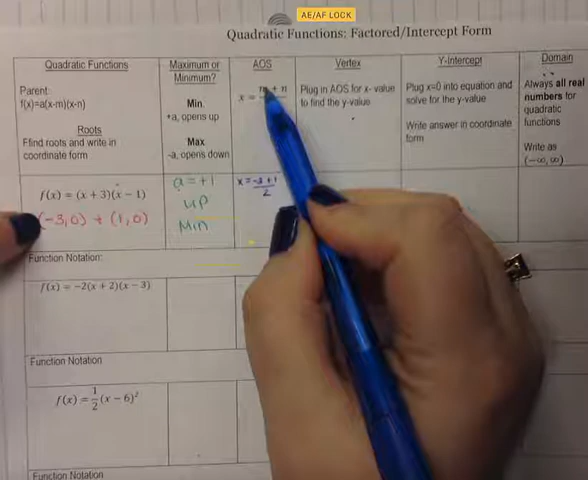 AE/AF LOCK
Quadratic Functions: Factored/Intercept Form
Quadratic Functions
Maximum or Minimum?
AOS
Vertex
Y-Intercept
Domain
Parent:
f(x)=a(x-m)(x-n)
Roots
Ffind roots and write in
coordinate form
Min
+a, opens up
Max
-a, opens down
x =
Plug in AOS for x- value
to find the y-value
Plug x=0 into equation and
solve for the y-value
Write answer in coordinate
form
Always all real
numbers for
quadratic
functions
Write as
(-∞,∞)
f(x) = (x + 3)(x − 1)
(-3,0) + (1,0)
a = +1
up
Min
x = -3 + 1
2
Function Notation:
f(x) = −2(x + 2)(x − 3)
Function Notation
f(x) = 1/2 (x − 6)²
Function Notation